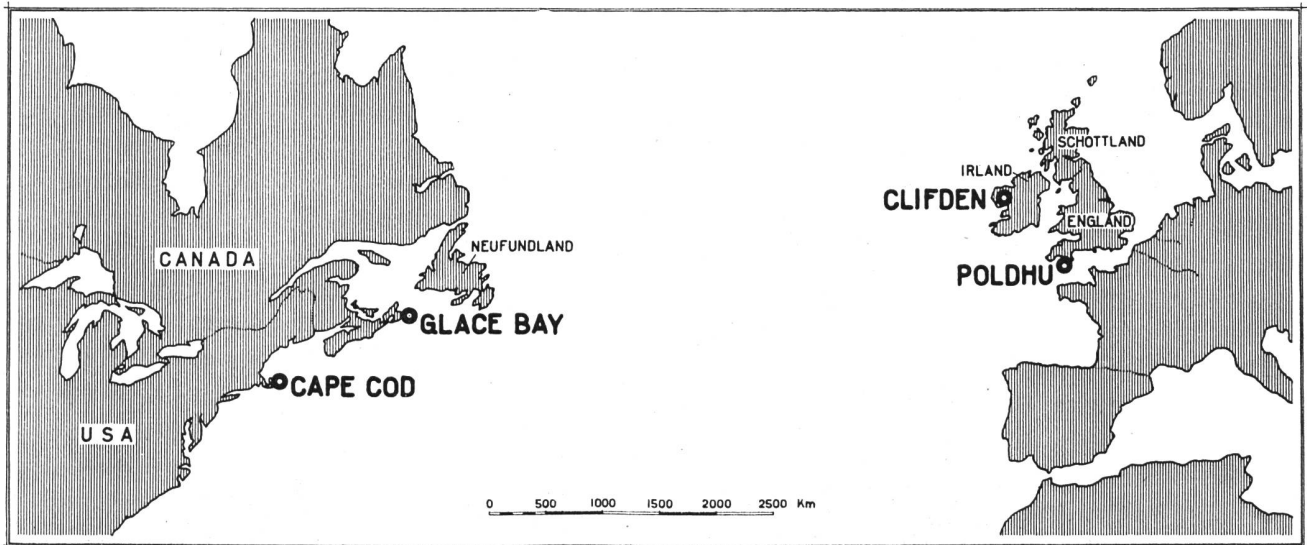 SCHOTTLAND
IRLAND
CLIFDEN
ENGLAND
CANADA
NEUFUNDLAND
POLDHU
GLACE BAY
CAPE COD
USA
0 500 1000 1500 2000 2500 Km